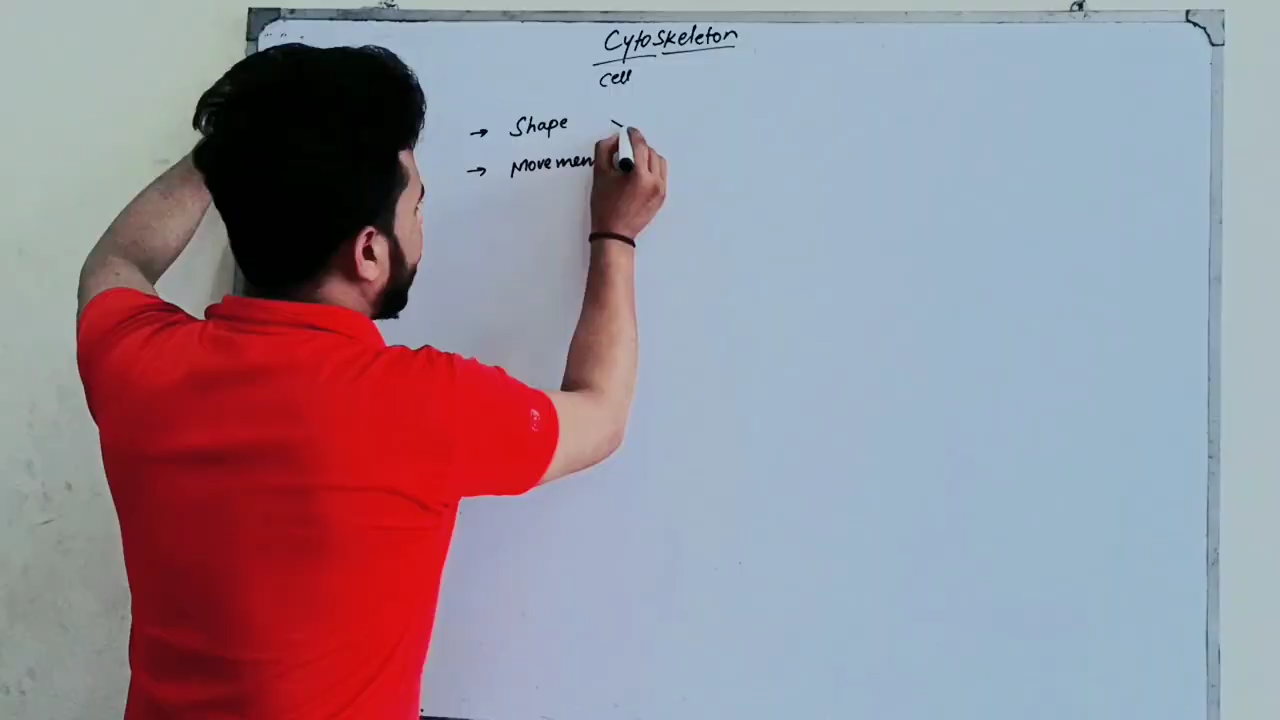 Cytoskeleton
Cell
→ Shape
→ Movemen